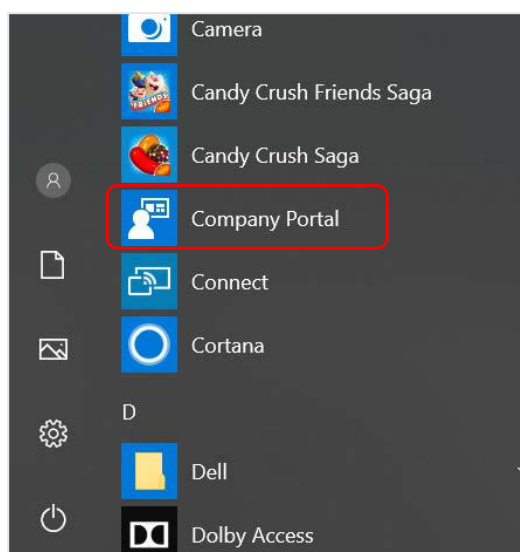 Camera
Candy Crush Friends Saga
Candy Crush Saga
Company Portal
Connect
Cortana
D
Dell
Dolby Access